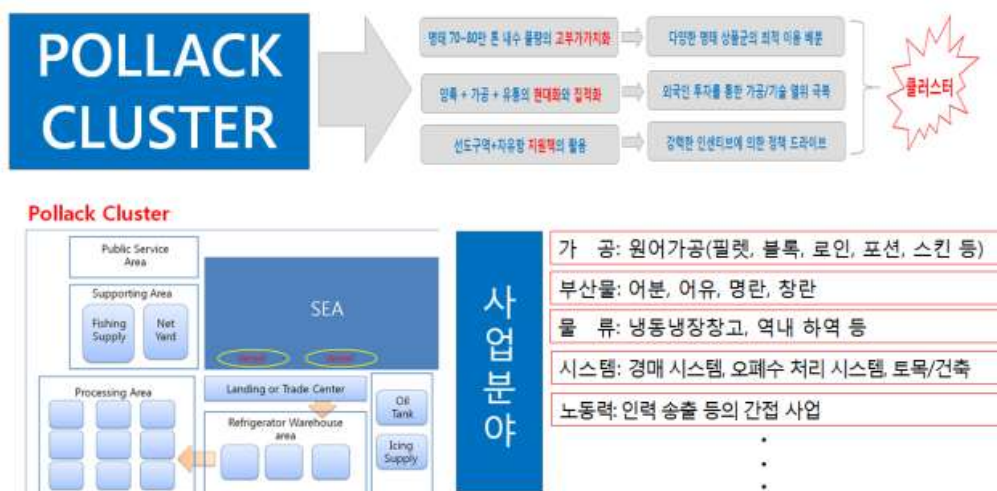 POLLACK
CLUSTER
명태 70~80만 톤 내수 물량의 고부가가치화
다양한 명태 상품군의 최적 이용 배분
양륙 + 가공 + 유통의 현대화와 집적화
외국인 투자를 통한 가공/기술 열위 극복
선도구역+자유항 지원책의 활용
강력한 인센티브에 의한 정책 드라이브
클러스터
Pollack Cluster
Public Service
Area
Supporting Area
Fishing
Supply
Net
Yard
SEA
Landing or Trade Center
Processing Area
Refrigerator Warehouse
area
Oil
Tank
Icing
Supply
사업분야
가 공: 원어가공(필렛, 블록, 로인, 포션, 스킨 등)
부산물: 어분, 어유, 명란, 창란
물 류: 냉동냉장창고, 역내 하역 등
시스템: 경매 시스템, 오폐수 처리 시스템, 토목/건축
노동력: 인력 송출 등의 간접 사업